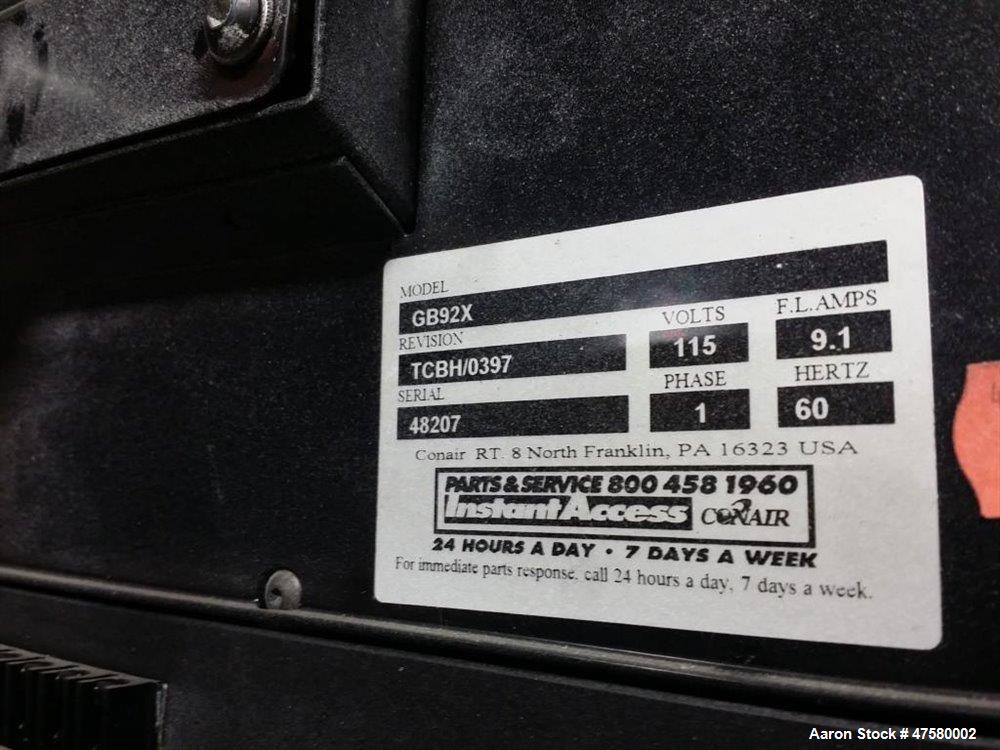 MODEL
GB92X
REVISION
TCBH/0397
VOLTS
115
F.L.AMPS
9.1
SERIAL
48207
PHASE
1
HERTZ
60
Conair RT. 8 North Franklin, PA 16323 USA
PARTS & SERVICE 800 458 1960
Instant Access CONAIR
24 HOURS A DAY • 7 DAYS A WEEK
For immediate parts response, call 24 hours a day, 7 days a week.
Aaron Stock # 47580002